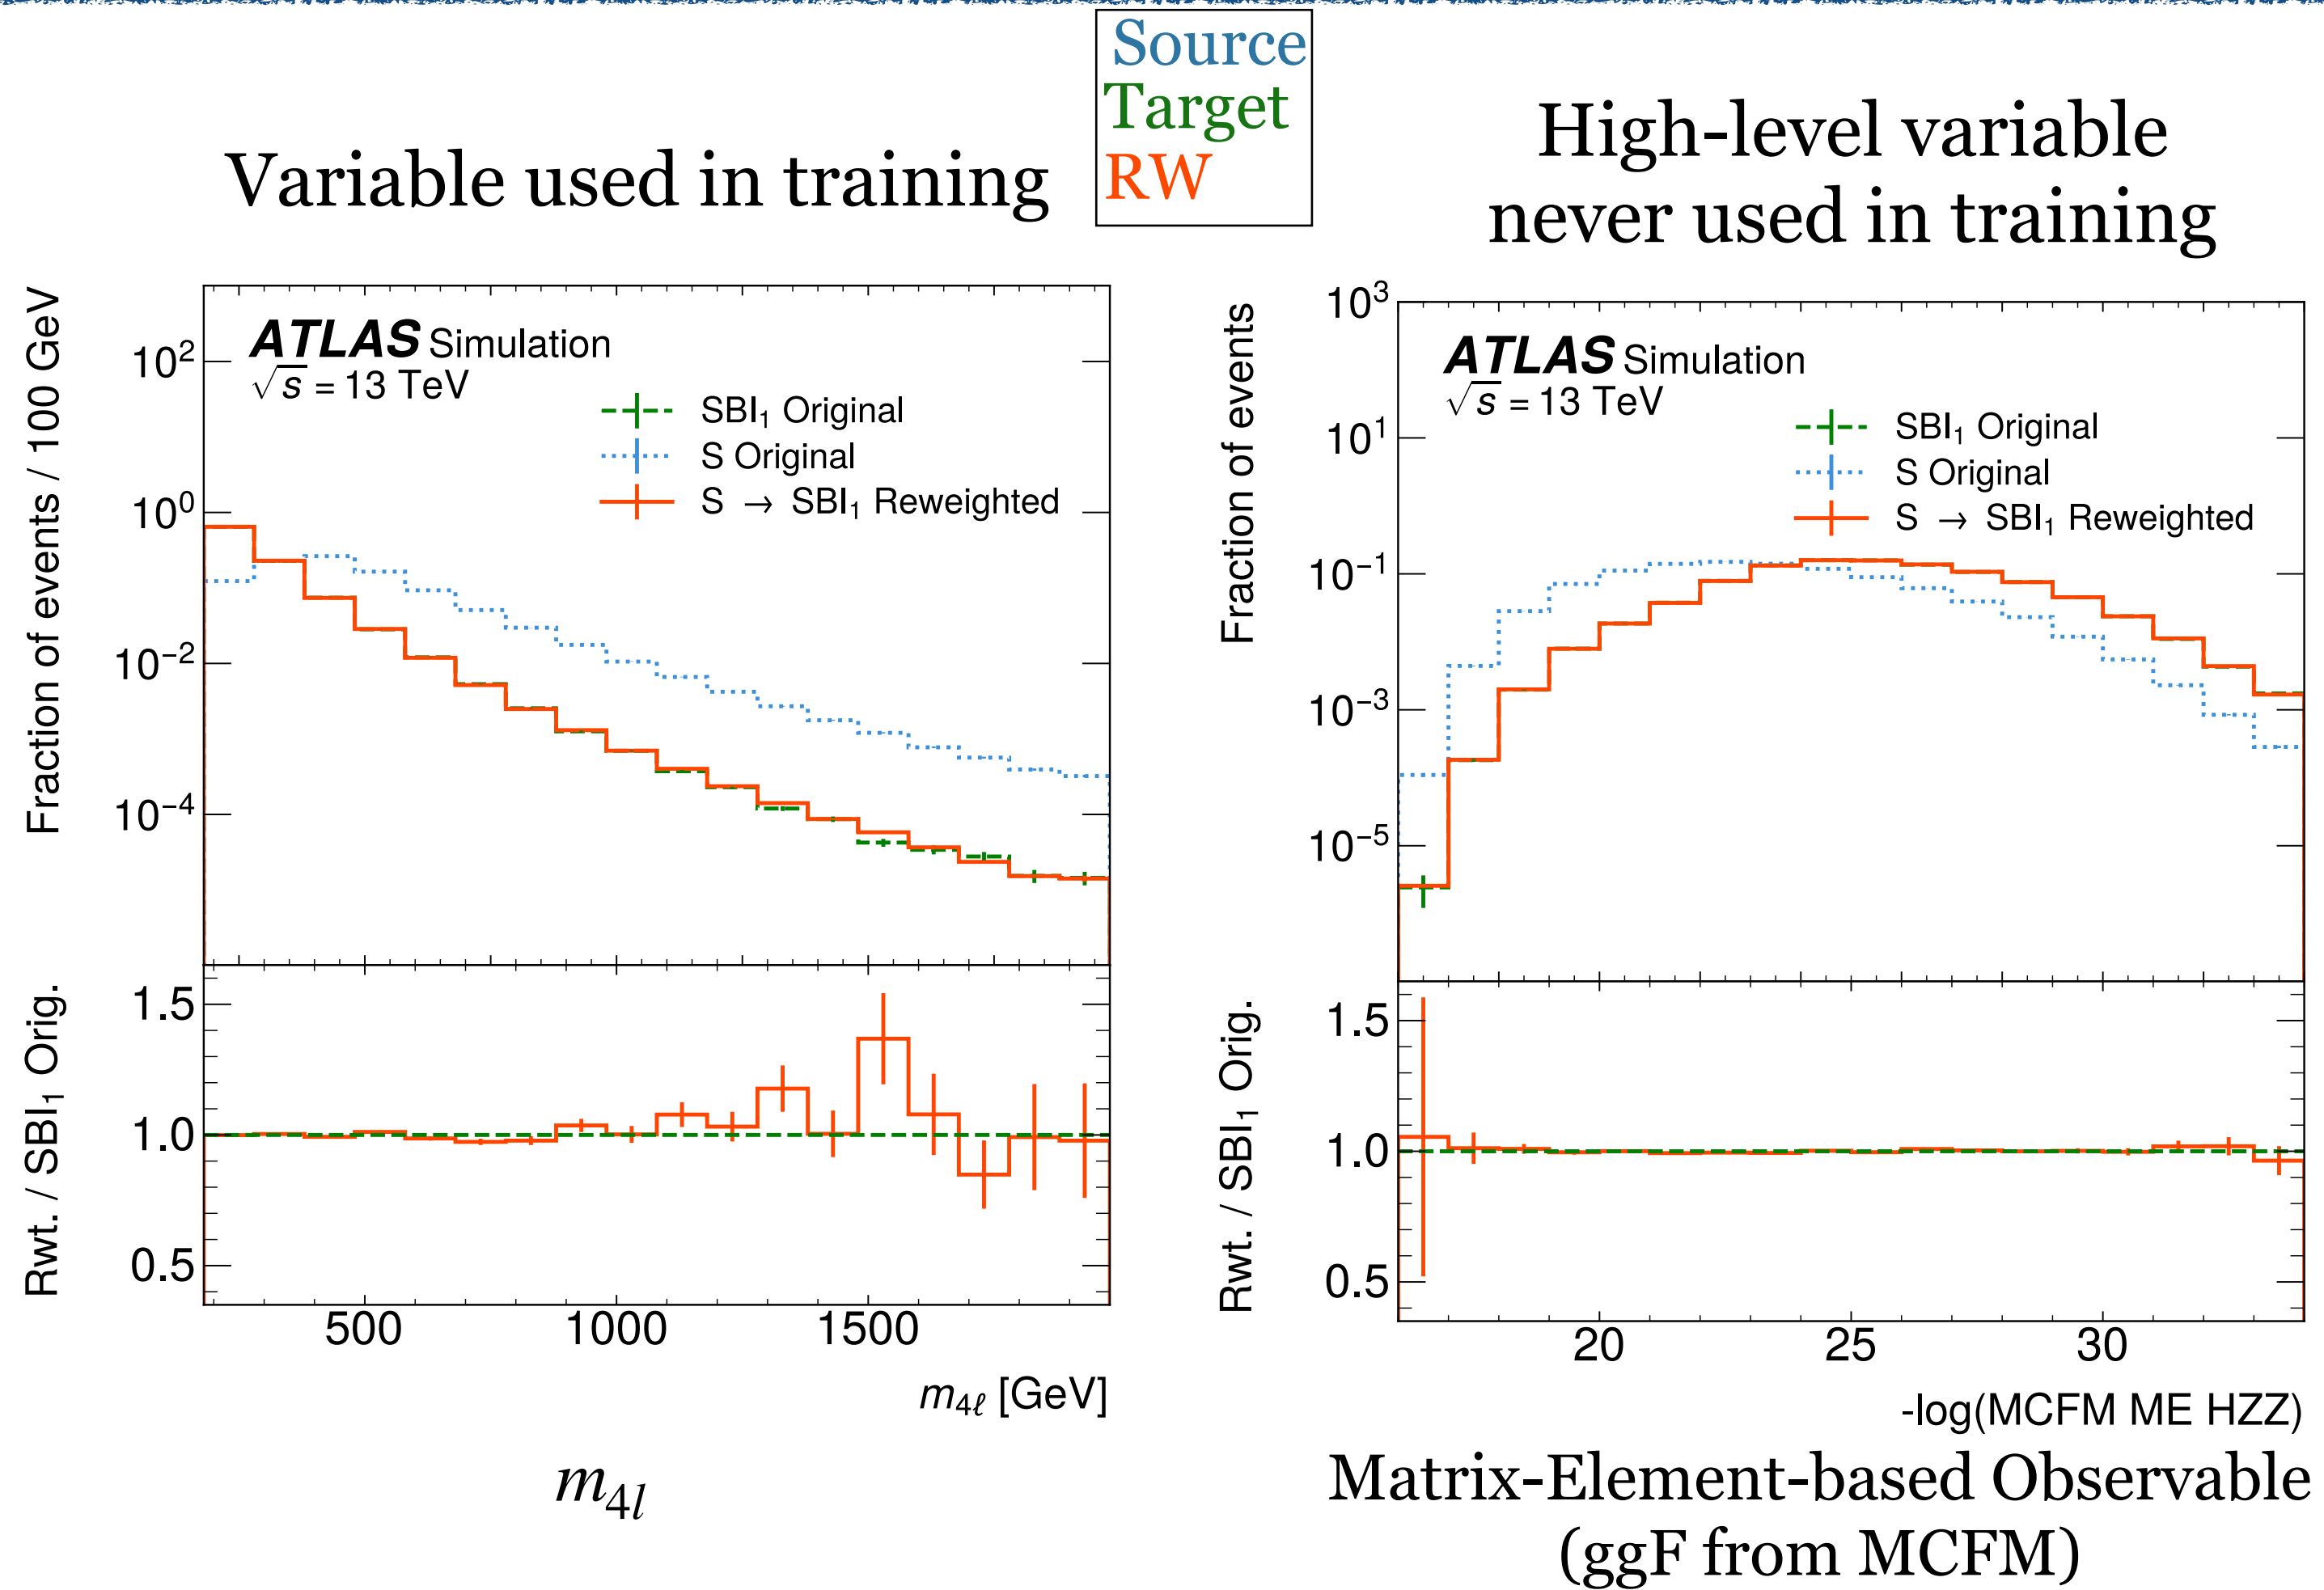 Source
Target
RW
Variable used in training
High-level variable
never used in training
ATLAS Simulation
√s = 13 TeV
SBI₁ Original
S Original
S → SBI₁ Reweighted
Fraction of events / 100 GeV
10²
10⁰
10⁻²
10⁻⁴
Rwt. / SBI₁ Orig.
1.5
1.0
0.5
500 1000 1500
m₄ℓ [GeV]
m₄l
ATLAS Simulation
√s = 13 TeV
SBI₁ Original
S Original
S → SBI₁ Reweighted
Fraction of events
10³
10¹
10⁻¹
10⁻³
10⁻⁵
Rwt. / SBI₁ Orig.
1.5
1.0
0.5
20 25 30
-log(MCFM ME HZZ)
Matrix-Element-based Observable
(ggF from MCFM)